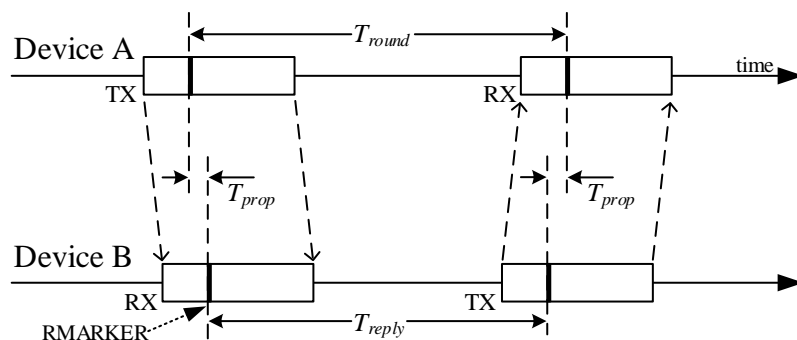 T_round
Device A
time
TX
RX
T_prop
T_prop
Device B
RX
TX
RMARKER
T_reply